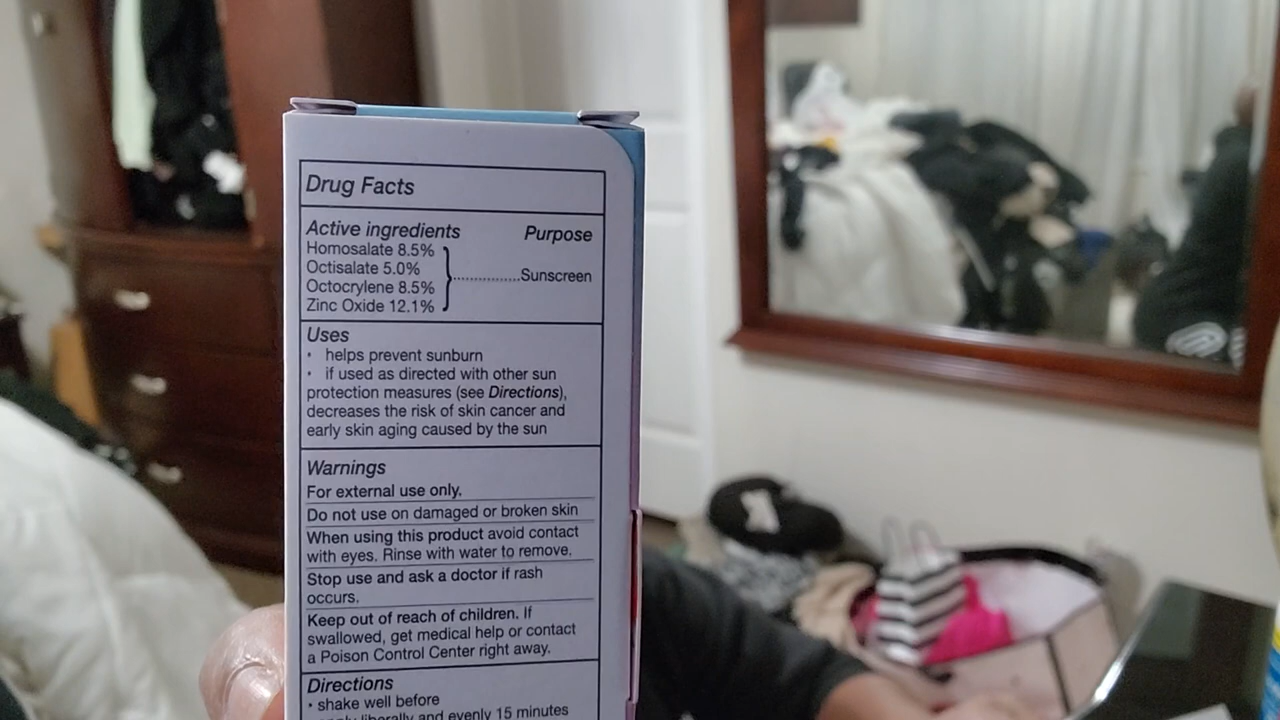 Drug Facts
Active ingredients Purpose
Homosalate 8.5%
Octisalate 5.0%
Octocrylene 8.5%
Zinc Oxide 12.1%
....................Sunscreen
Uses
• helps prevent sunburn
• if used as directed with other sun
protection measures (see Directions),
decreases the risk of skin cancer and
early skin aging caused by the sun
Warnings
For external use only.
Do not use on damaged or broken skin
When using this product avoid contact
with eyes. Rinse with water to remove.
Stop use and ask a doctor if rash
occurs.
Keep out of reach of children. If
swallowed, get medical help or contact
a Poison Control Center right away.
Directions
• shake well before
liberally and evenly 15 minutes